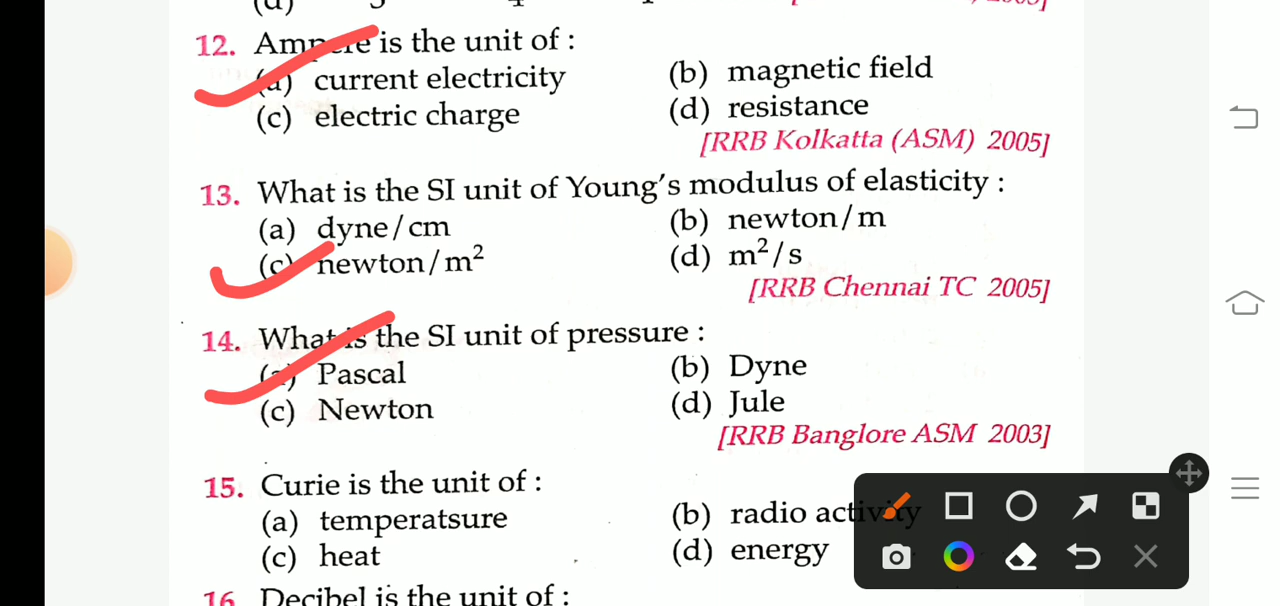 12. Ampere is the unit of :
(a) current electricity (b) magnetic field
(c) electric charge (d) resistance
[RRB Kolkatta (ASM) 2005]
13. What is the SI unit of Young's modulus of elasticity :
(a) dyne/cm (b) newton/m
(c) newton/m² (d) m²/s
[RRB Chennai TC 2005]
14. What is the SI unit of pressure :
(a) Pascal (b) Dyne
(c) Newton (d) Jule
[RRB Banglore ASM 2003]
15. Curie is the unit of :
(a) temperatsure (b) radio activity
(c) heat (d) energy
16. Decibel is the unit of :